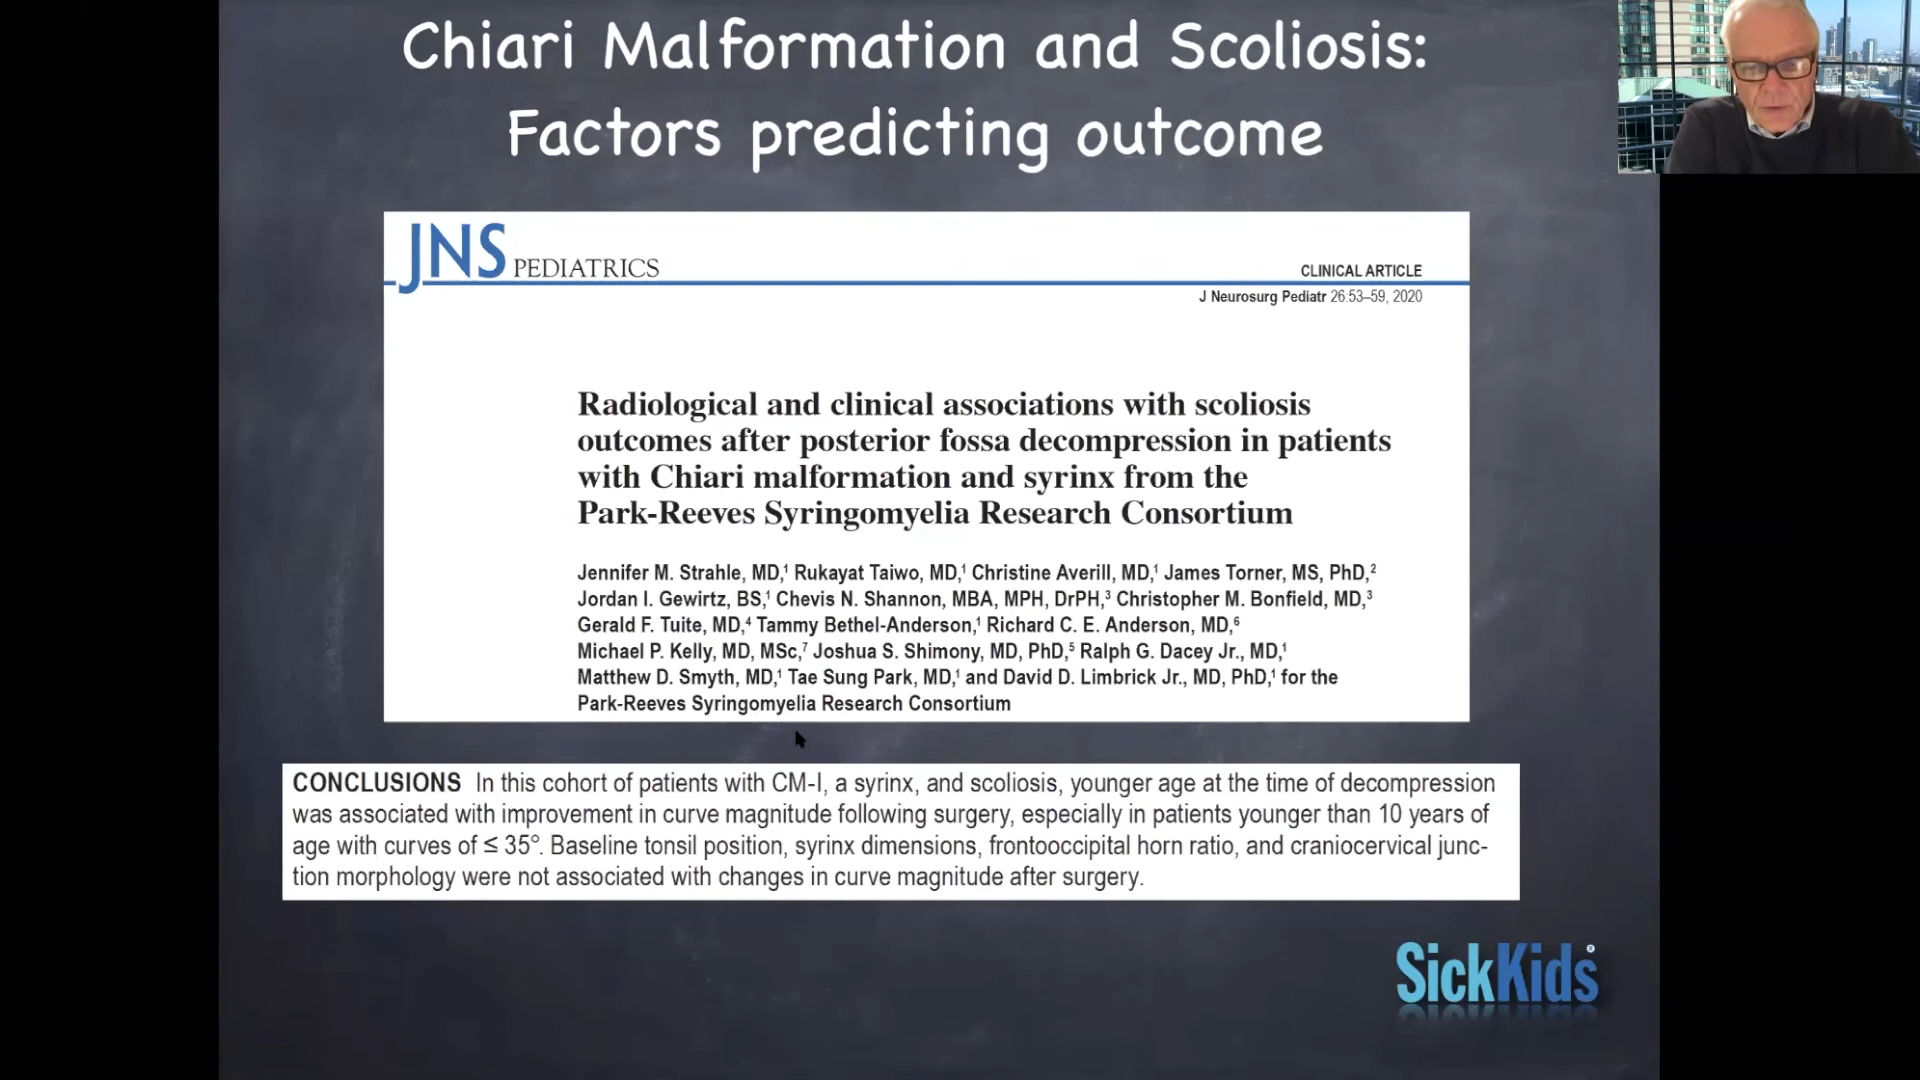 Chiari Malformation and Scoliosis:
Factors predicting outcome
JNS PEDIATRICS
CLINICAL ARTICLE
J Neurosurg Pediatr 26:53–59, 2020
Radiological and clinical associations with scoliosis
outcomes after posterior fossa decompression in patients
with Chiari malformation and syrinx from the
Park-Reeves Syringomyelia Research Consortium
Jennifer M. Strahle, MD,¹ Rukayat Taiwo, MD,¹ Christine Averill, MD,¹ James Torner, MS, PhD,²
Jordan I. Gewirtz, BS,¹ Chevis N. Shannon, MBA, MPH, DrPH,³ Christopher M. Bonfield, MD,³
Gerald F. Tuite, MD,⁴ Tammy Bethel-Anderson,¹ Richard C. E. Anderson, MD,⁶
Michael P. Kelly, MD, MSc,⁷ Joshua S. Shimony, MD, PhD,⁵ Ralph G. Dacey Jr., MD,¹
Matthew D. Smyth, MD,¹ Tae Sung Park, MD,¹ and David D. Limbrick Jr., MD, PhD,¹ for the
Park-Reeves Syringomyelia Research Consortium
CONCLUSIONS In this cohort of patients with CM-I, a syrinx, and scoliosis, younger age at the time of decompression
was associated with improvement in curve magnitude following surgery, especially in patients younger than 10 years of
age with curves of ≤ 35°. Baseline tonsil position, syrinx dimensions, frontooccipital horn ratio, and craniocervical junc-
tion morphology were not associated with changes in curve magnitude after surgery.
SickKids®